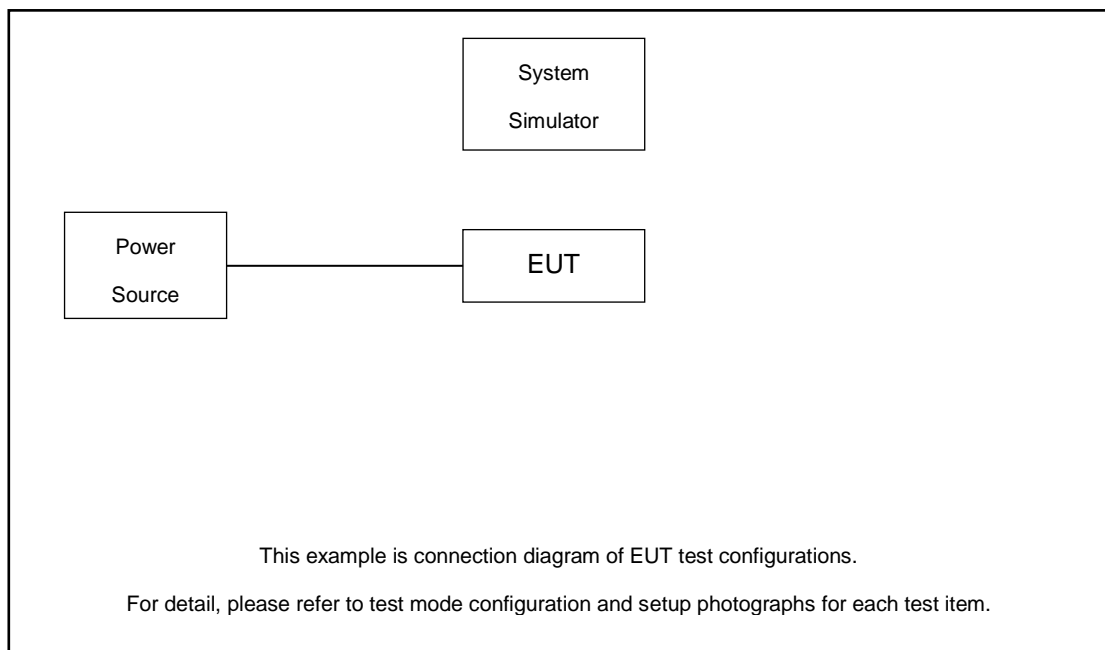 System
Simulator
Power
Source
EUT
This example is connection diagram of EUT test configurations.
For detail, please refer to test mode configuration and setup photographs for each test item.